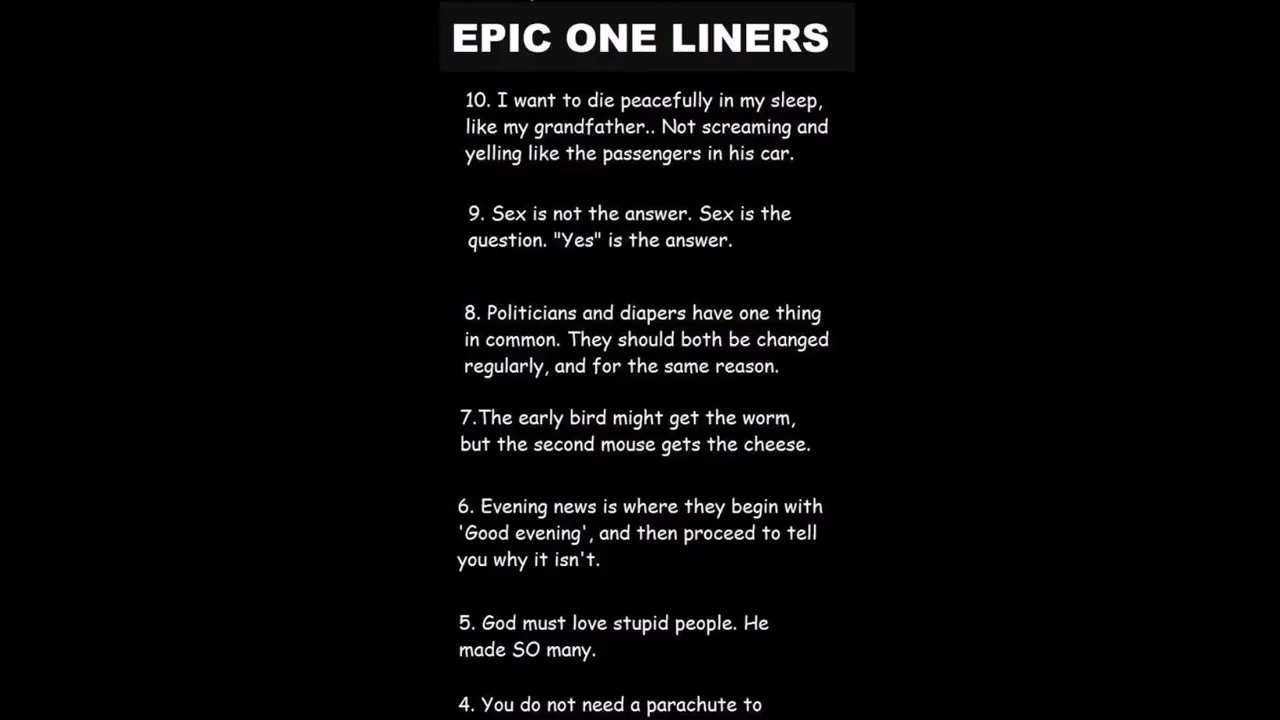 EPIC ONE LINERS
10. I want to die peacefully in my sleep,
like my grandfather.. Not screaming and
yelling like the passengers in his car.
9. Sex is not the answer. Sex is the
question. "Yes" is the answer.
8. Politicians and diapers have one thing
in common. They should both be changed
regularly, and for the same reason.
7.The early bird might get the worm,
but the second mouse gets the cheese.
6. Evening news is where they begin with
'Good evening', and then proceed to tell
you why it isn't.
5. God must love stupid people. He
made SO many.
4. You do not need a parachute to